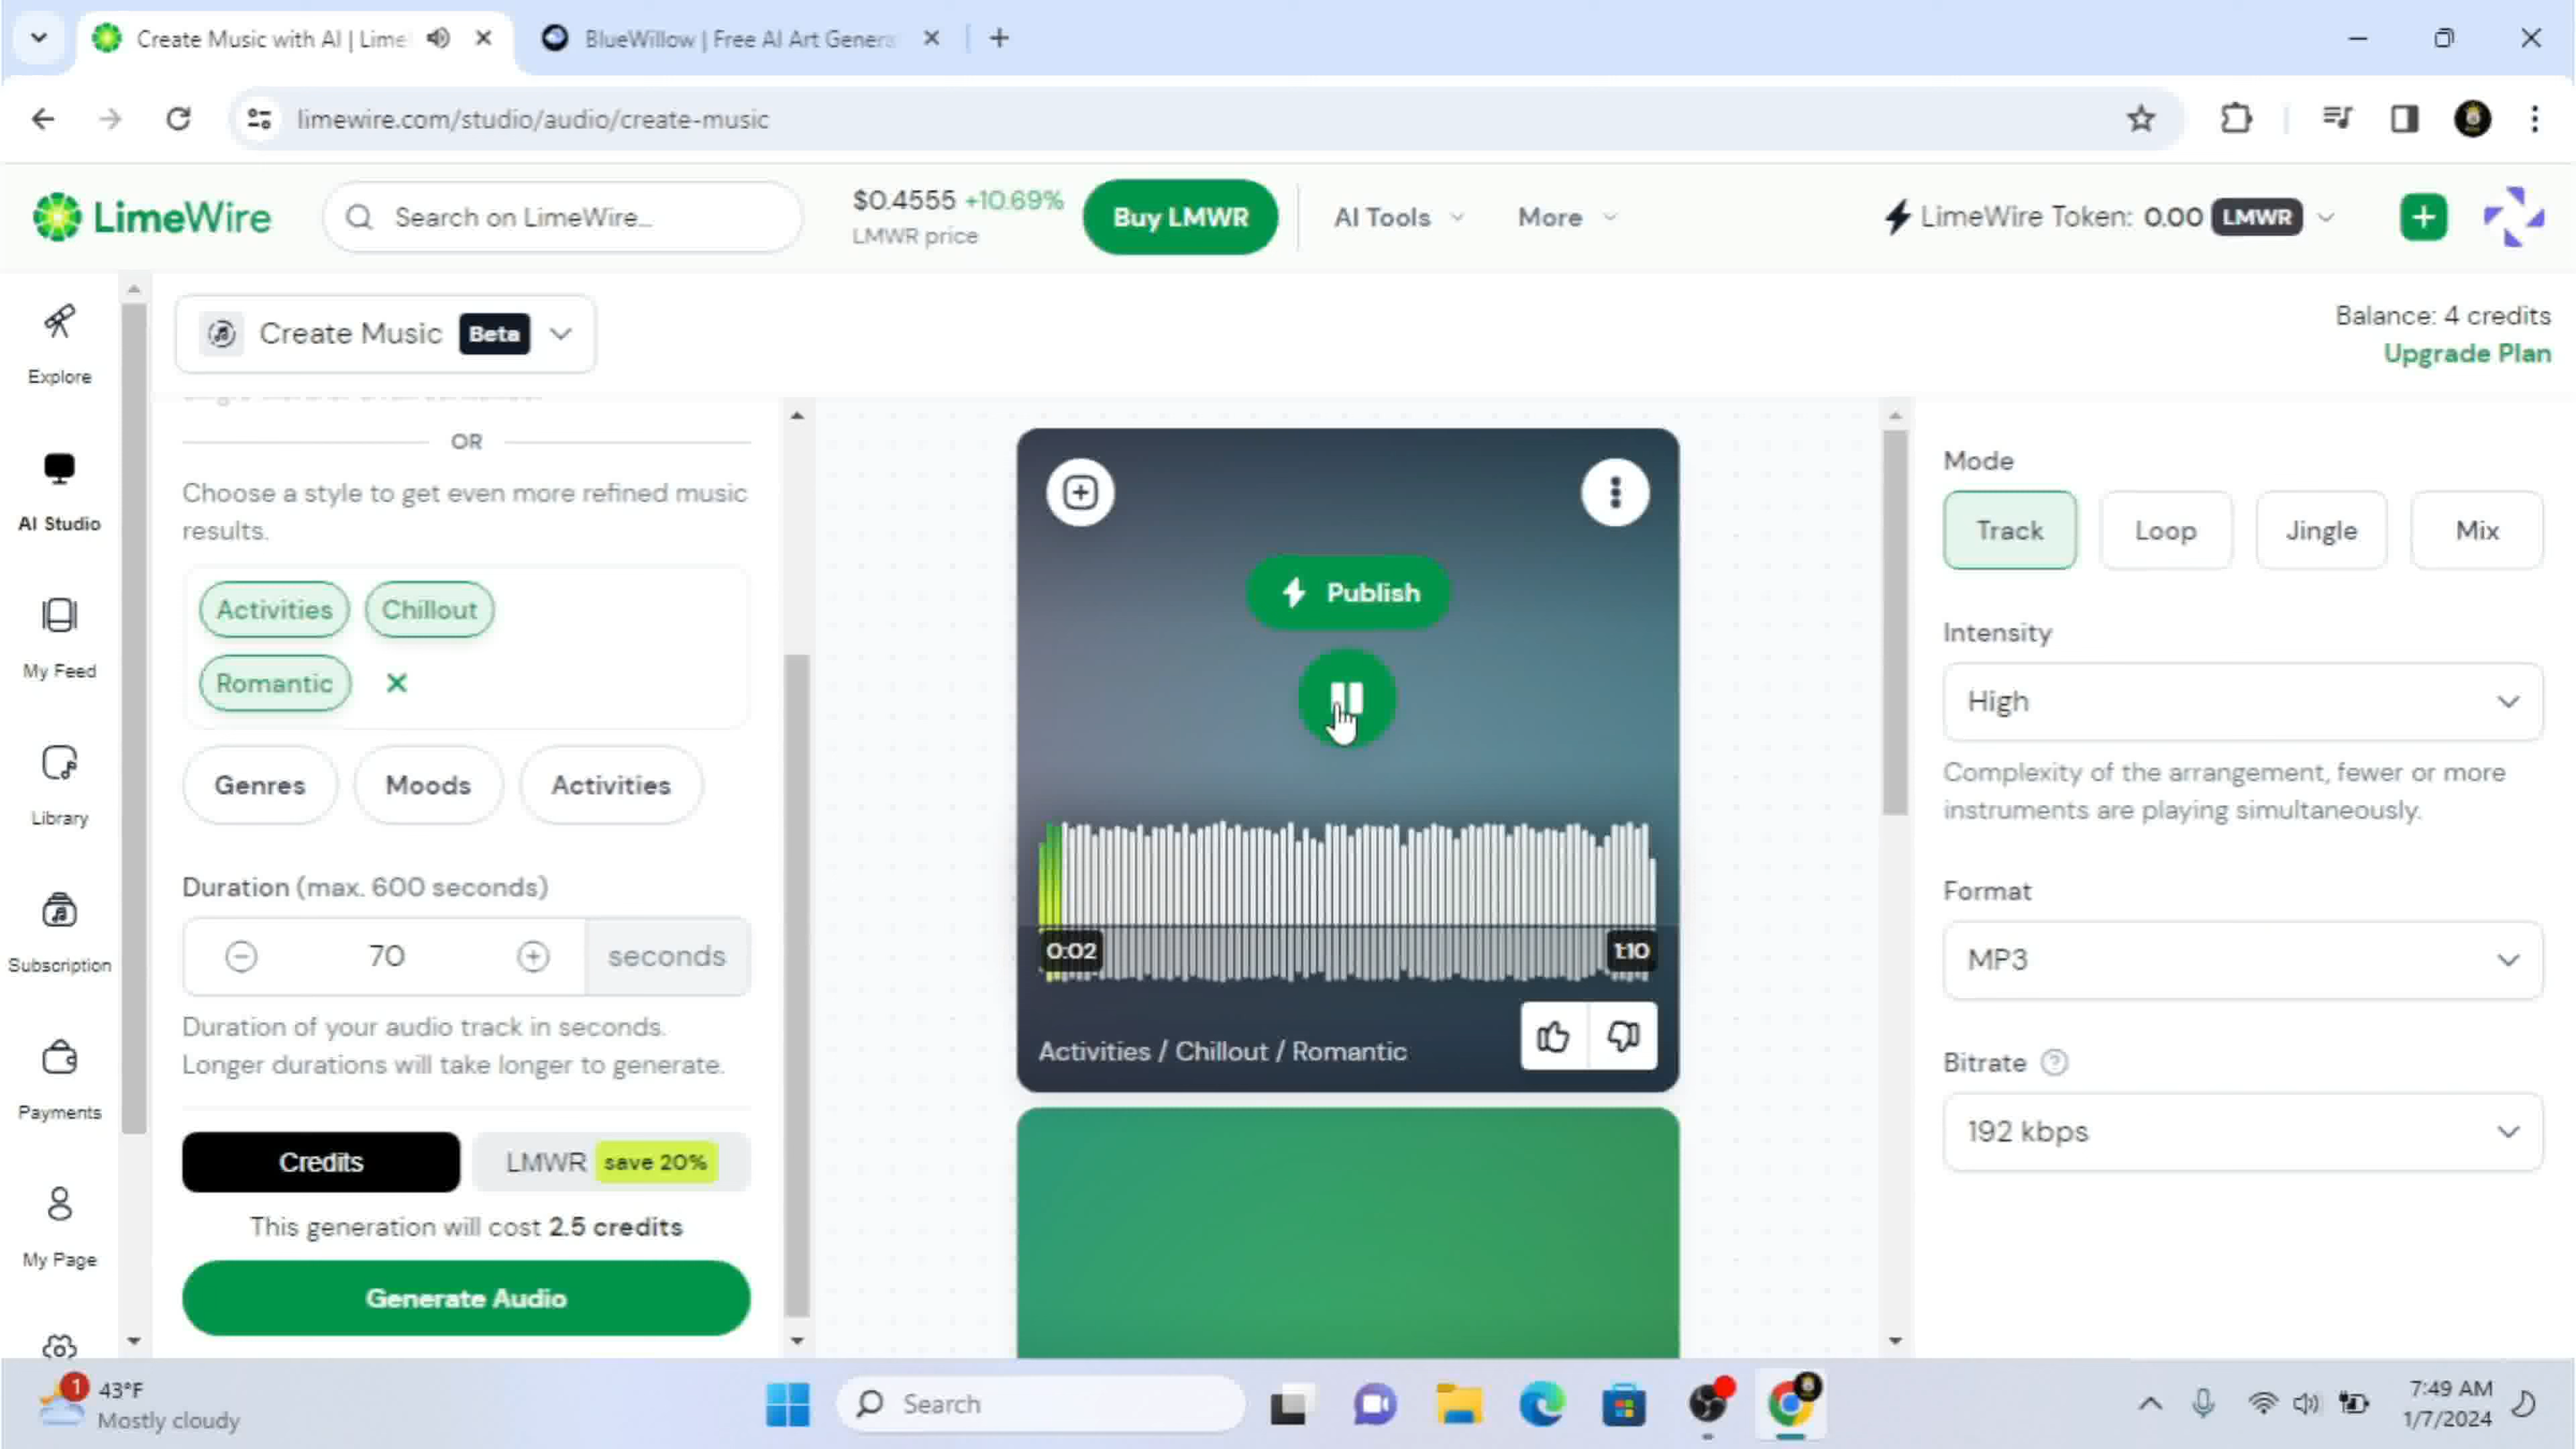 Create Music with AI | Lime
BlueWillow | Free AI Art Genera
limewire.com/studio/audio/create-music
LimeWire
Search on LimeWire...
$0.4555 +10.69%
LMWR price
Buy LMWR
AI Tools
More
LimeWire Token: 0.00 LMWR
Explore
AI Studio
My Feed
Library
Subscription
Payments
My Page
Create Music Beta
Balance: 4 credits
Upgrade Plan
OR
Choose a style to get even more refined music
results.
Activities
Chillout
Romantic
Genres
Moods
Activities
Duration (max. 600 seconds)
70
seconds
Duration of your audio track in seconds.
Longer durations will take longer to generate.
Credits
LMWR save 20%
This generation will cost 2.5 credits
Generate Audio
Publish
0:02
1:10
Activities / Chillout / Romantic
Mode
Track
Loop
Jingle
Mix
Intensity
High
Complexity of the arrangement, fewer or more
instruments are playing simultaneously.
Format
MP3
Bitrate
192 kbps
1
43°F
Mostly cloudy
Search
7:49 AM
1/7/2024